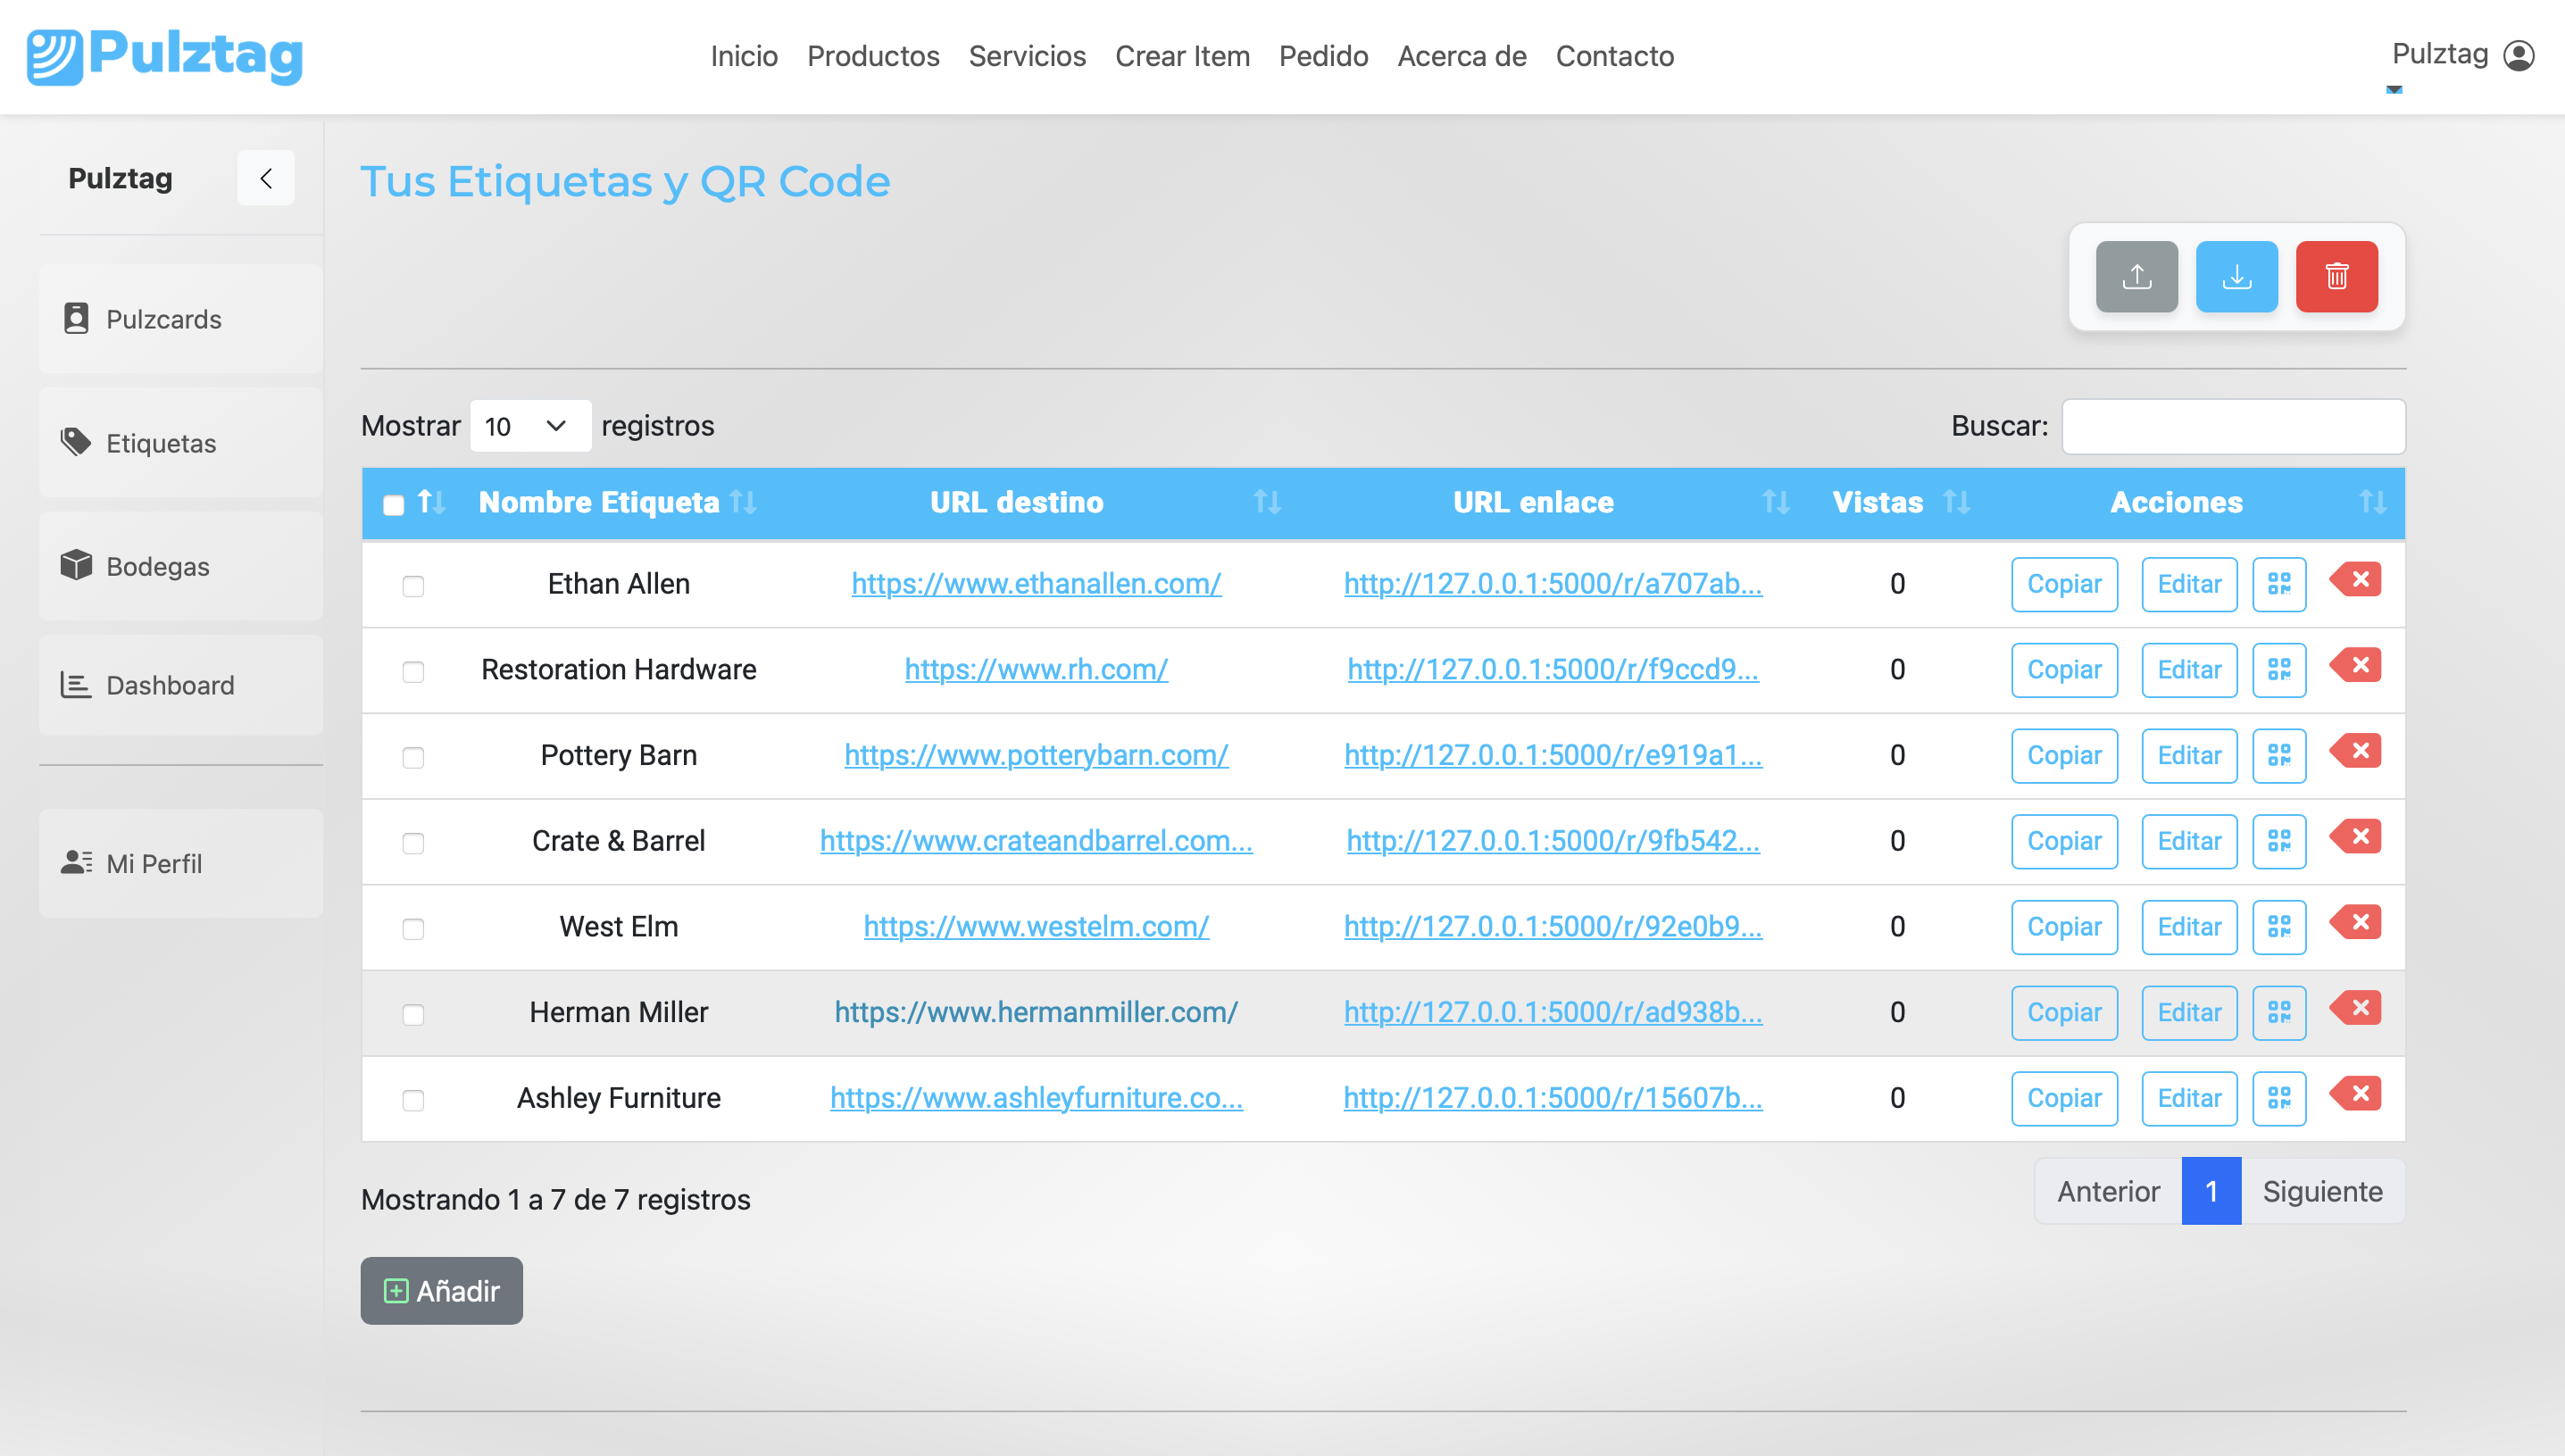 Pulztag
Inicio Productos Servicios Crear Item Pedido Acerca de Contacto
Pulztag
Pulztag
Pulzcards
Etiquetas
Bodegas
Dashboard
Mi Perfil
Tus Etiquetas y QR Code
Mostrar 10 registros
Buscar:
Nombre Etiqueta URL destino URL enlace Vistas Acciones
Ethan Allen https://www.ethanallen.com/ http://127.0.0.1:5000/r/a707ab... 0 Copiar Editar
Restoration Hardware https://www.rh.com/ http://127.0.0.1:5000/r/f9ccd9... 0 Copiar Editar
Pottery Barn https://www.potterybarn.com/ http://127.0.0.1:5000/r/e919a1... 0 Copiar Editar
Crate & Barrel https://www.crateandbarrel.com... http://127.0.0.1:5000/r/9fb542... 0 Copiar Editar
West Elm https://www.westelm.com/ http://127.0.0.1:5000/r/92e0b9... 0 Copiar Editar
Herman Miller https://www.hermanmiller.com/ http://127.0.0.1:5000/r/ad938b... 0 Copiar Editar
Ashley Furniture https://www.ashleyfurniture.co... http://127.0.0.1:5000/r/15607b... 0 Copiar Editar
Mostrando 1 a 7 de 7 registros
Anterior 1 Siguiente
Añadir